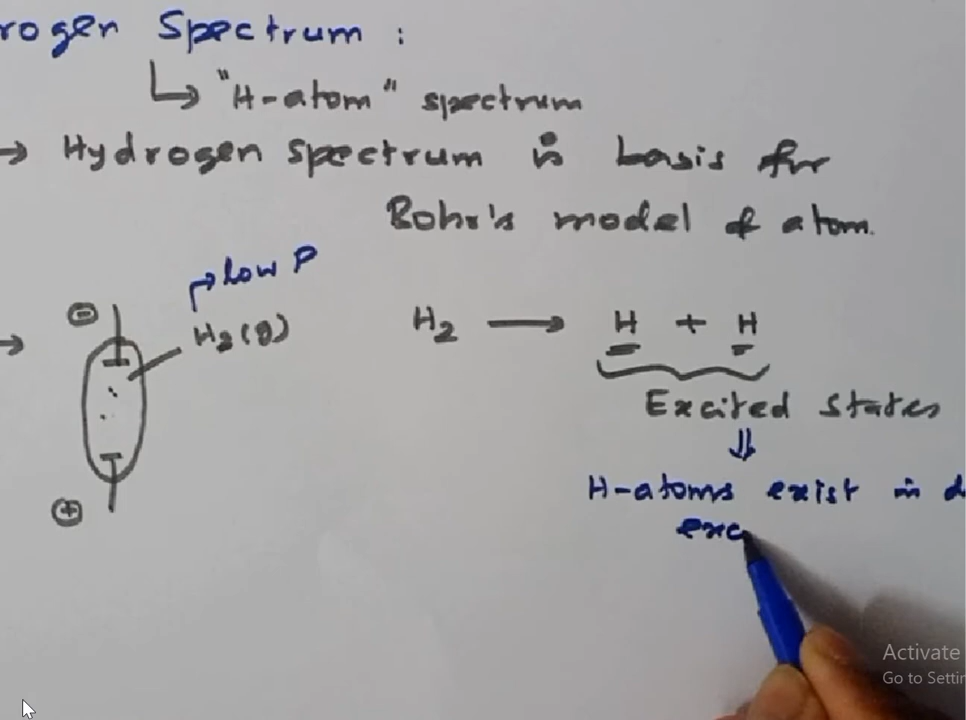 rogen Spectrum :
↳ "H-atom" spectrum
→ Hydrogen spectrum is basis for
Bohr's model of atom.
→ Low P
⊖
→ H2(g)
H2 → H + H
Excited states
⇓
⊕
H-atoms exist in d
exc
Activate
Go to Settin